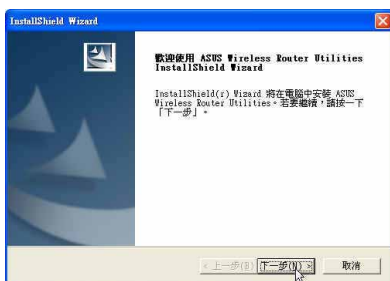 InstallShield Wizard
歡迎使用 ASUS Wireless Router Utilities
InstallShield Wizard
InstallShield(r) Wizard 將在電腦中安裝 ASUS
Wireless Router Utilities。若要繼續，請按一下
「下一步」。
< 上一步(B)
下一步(N) >
取消